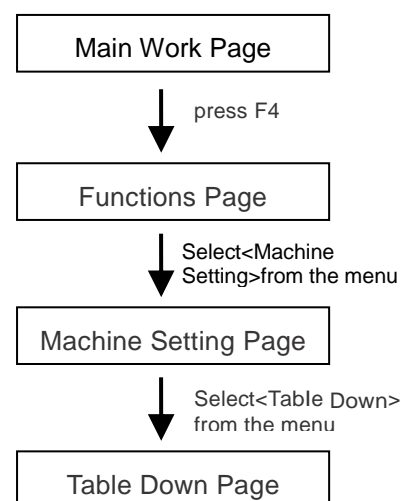 Main Work Page
press F4
Functions Page
Select<Machine
Setting>from the menu
Machine Setting Page
Select<Table Down>
from the menu
Table Down Page